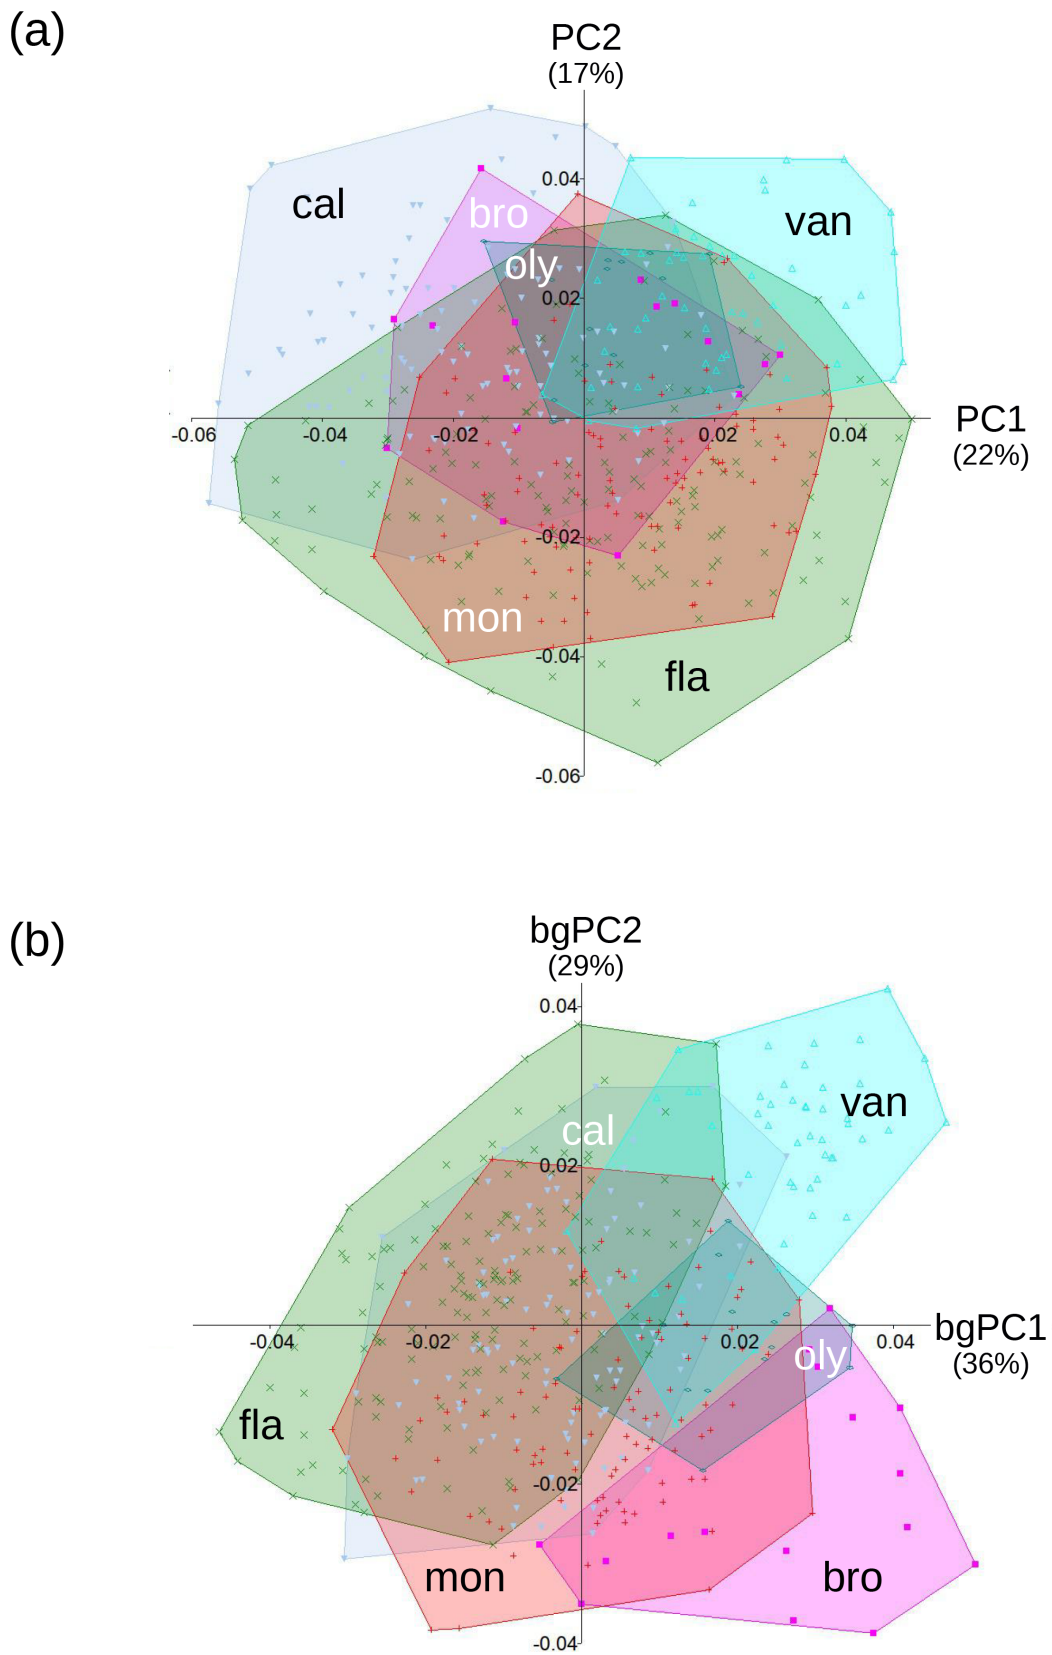 (a)
PC2
(17%)
cal
bro
van
0.04
oly
0.02
PC1
(22%)
-0.06
-0.04
-0.02
0.02
0.04
-0.02
mon
-0.04
fla
-0.06
(b)
bgPC2
(29%)
0.04
van
cal
0.02
bgPC1
(36%)
-0.04
-0.02
0.02
0.04
oly
fla
-0.02
mon
bro
-0.04